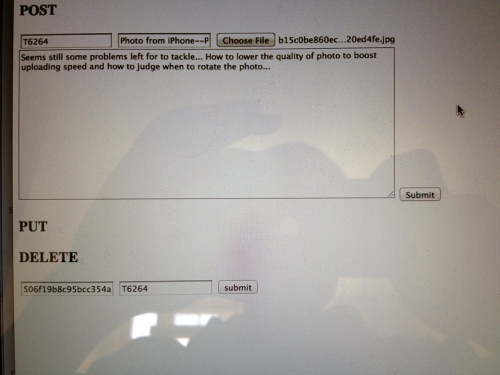 POST
T6264 Photo from iPhone--P Choose File b15c0be860ec...20ed4fe.jpg
Seems still some problems left for to tackle... How to lower the quality of photo to boost
uploading speed and how to judge when to rotate the photo...
Submit
PUT
DELETE
506f19b8c95bcc354a T6264 submit